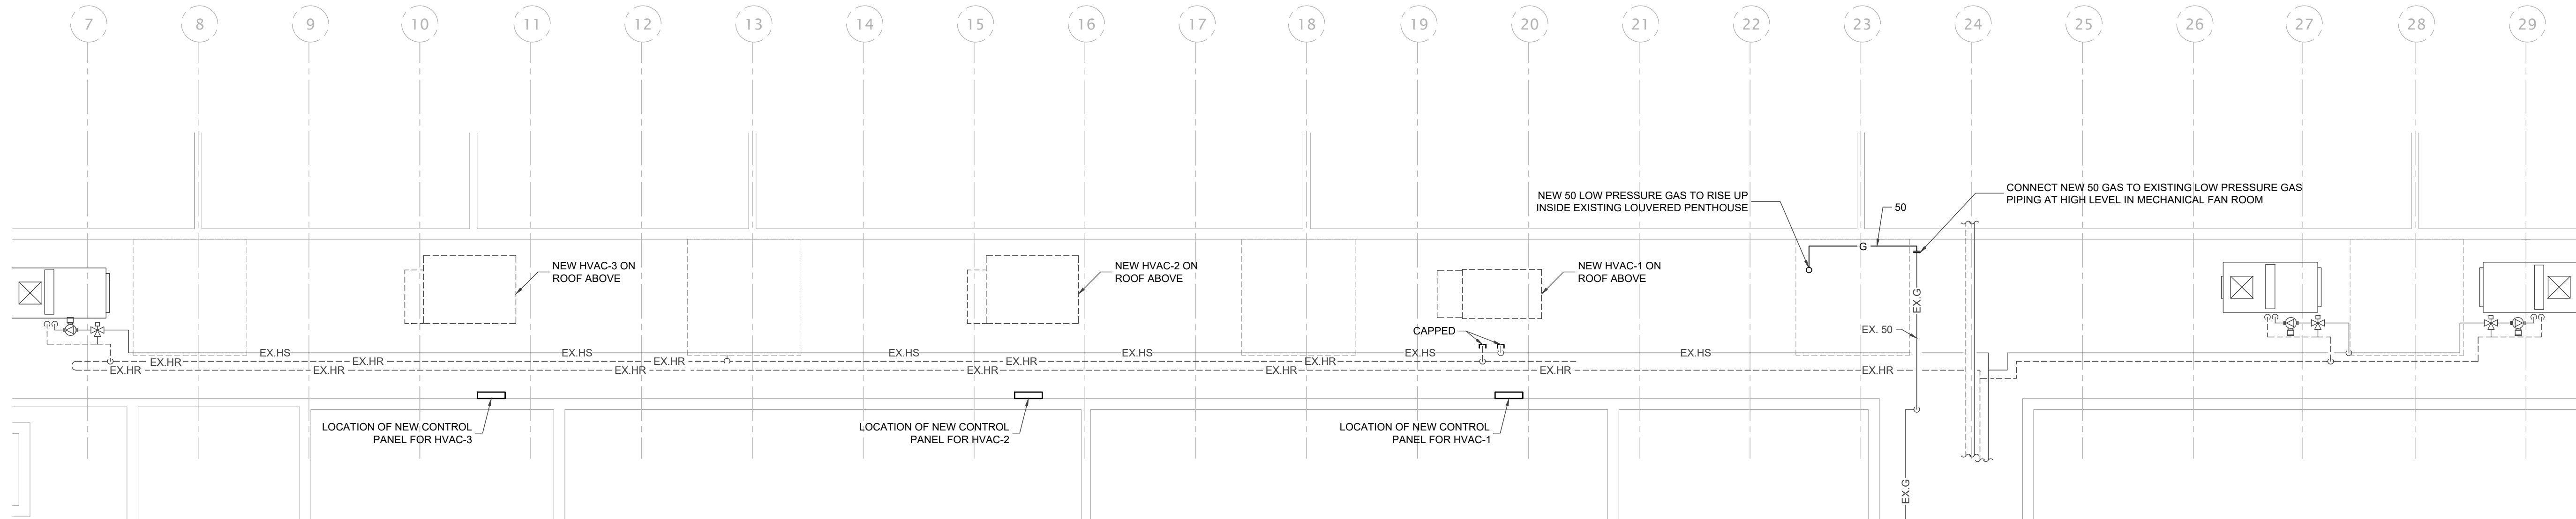 7 8 9 10 11 12 13 14 15 16 17 18 19 20 21 22 23 24 25 26 27 28 29
NEW 50 LOW PRESSURE GAS TO RISE UP
INSIDE EXISTING LOUVERED PENTHOUSE
50
CONNECT NEW 50 GAS TO EXISTING LOW PRESSURE GAS
PIPING AT HIGH LEVEL IN MECHANICAL FAN ROOM
G
NEW HVAC-3 ON
ROOF ABOVE
NEW HVAC-2 ON
ROOF ABOVE
NEW HVAC-1 ON
ROOF ABOVE
EX.G
EX. 50
CAPPED
EX.HS EX.HS EX.HS EX.HS EX.HS EX.HS
EX.HR EX.HR EX.HR EX.HR EX.HR
EX.HR EX.HR EX.HR EX.HR EX.HR EX.HR EX.HR
LOCATION OF NEW CONTROL
PANEL FOR HVAC-3
LOCATION OF NEW CONTROL
PANEL FOR HVAC-2
LOCATION OF NEW CONTROL
PANEL FOR HVAC-1
EX.G